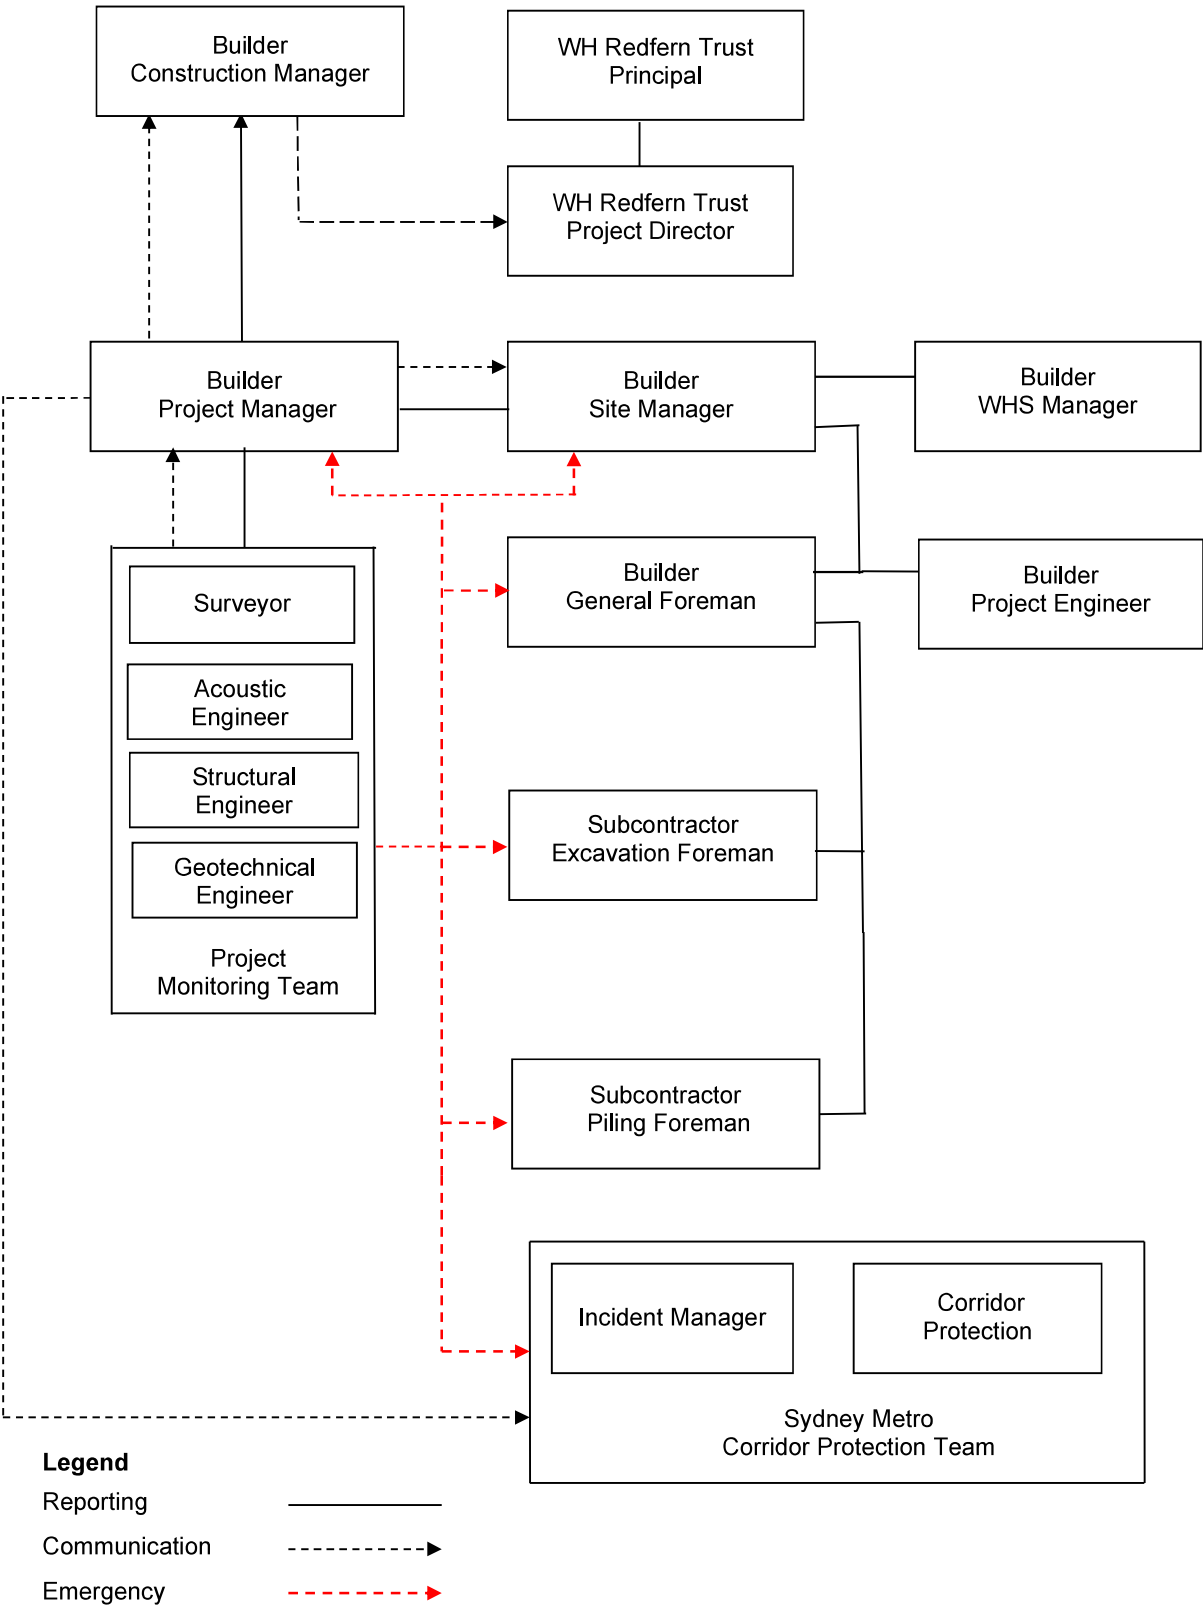 Builder
Construction Manager
WH Redfern Trust
Principal
WH Redfern Trust
Project Director
Builder
Project Manager
Builder
Site Manager
Builder
WHS Manager
Builder
General Foreman
Builder
Project Engineer
Surveyor
Acoustic
Engineer
Structural
Engineer
Geotechnical
Engineer
Project
Monitoring Team
Subcontractor
Excavation Foreman
Subcontractor
Piling Foreman
Incident Manager
Corridor
Protection
Sydney Metro
Corridor Protection Team
Legend
Reporting
Communication
Emergency